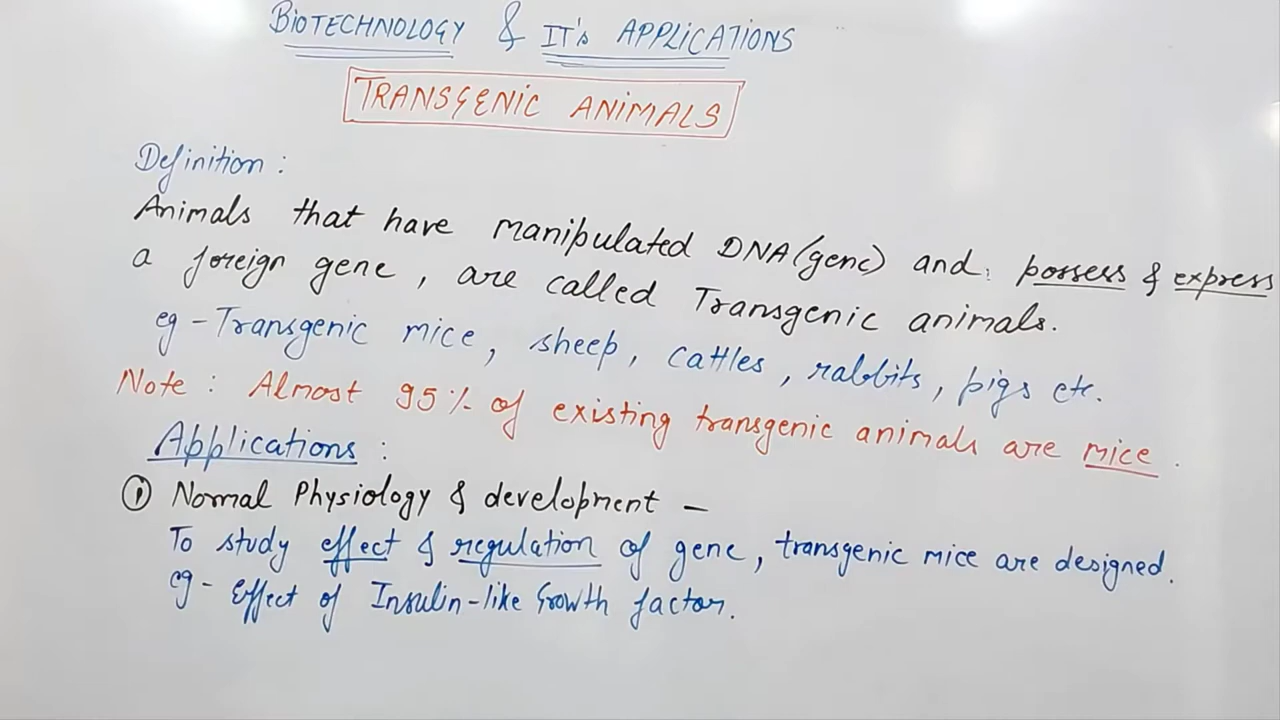 BIOTECHNOLOGY & IT's APPLICATIONS
TRANSGENIC ANIMALS
Definition :
Animals that have manipulated DNA (gene) and possess & express
a foreign gene, are called Transgenic animals.
eg - Transgenic mice, sheep, cattles, rabbits, pigs etc.
Note : Almost 95% of existing transgenic animals are mice.
Applications :
① Normal Physiology & development -
To study effect & regulation of gene, transgenic mice are designed.
eg - Effect of Insulin-like Growth factor.